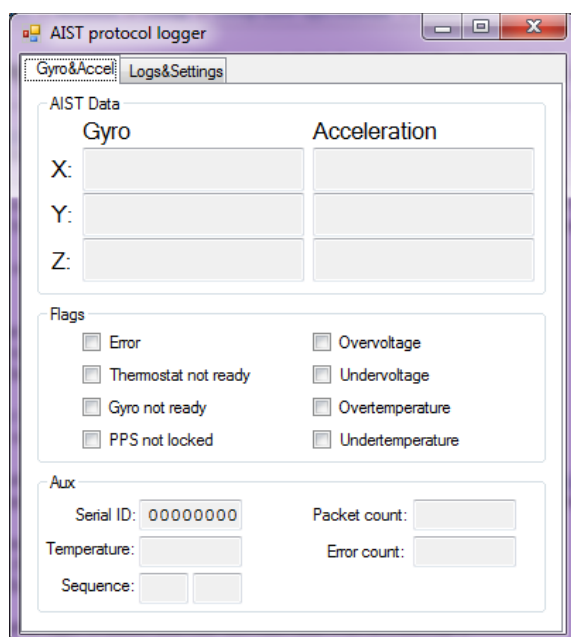 AIST protocol logger
Gyro&Accel Logs&Settings
AIST Data
Gyro Acceleration
X:
Y:
Z:
Flags
Error Overvoltage
Thermostat not ready Undervoltage
Gyro not ready Overtemperature
PPS not locked Undertemperature
Aux
Serial ID: 00000000 Packet count:
Temperature: Error count:
Sequence: